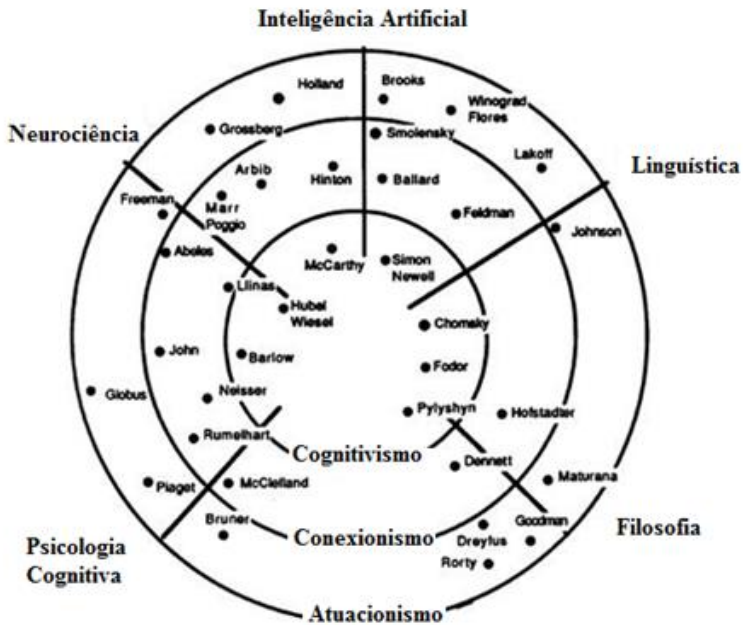 Inteligência Artificial
Holland
Brooks
Winograd
Flores
Grossberg
Smolensky
Neurociência
Lakoff
Linguística
Arbib
Hinton
Ballard
Freeman
Marr
Poggio
Feldman
Johnson
Abeles
McCarthy
Simon
Newell
Llinas
Hubel
Wiesel
Chomsky
John
Barlow
Fodor
Globus
Neisser
Pylyshyn
Hofstadter
Rumelhart
Cognitivismo
Dennett
Piaget
McClelland
Maturana
Bruner
Goodman
Filosofia
Psicologia
Cognitiva
Conexionismo
Dreyfus
Rorty
Atuacionismo